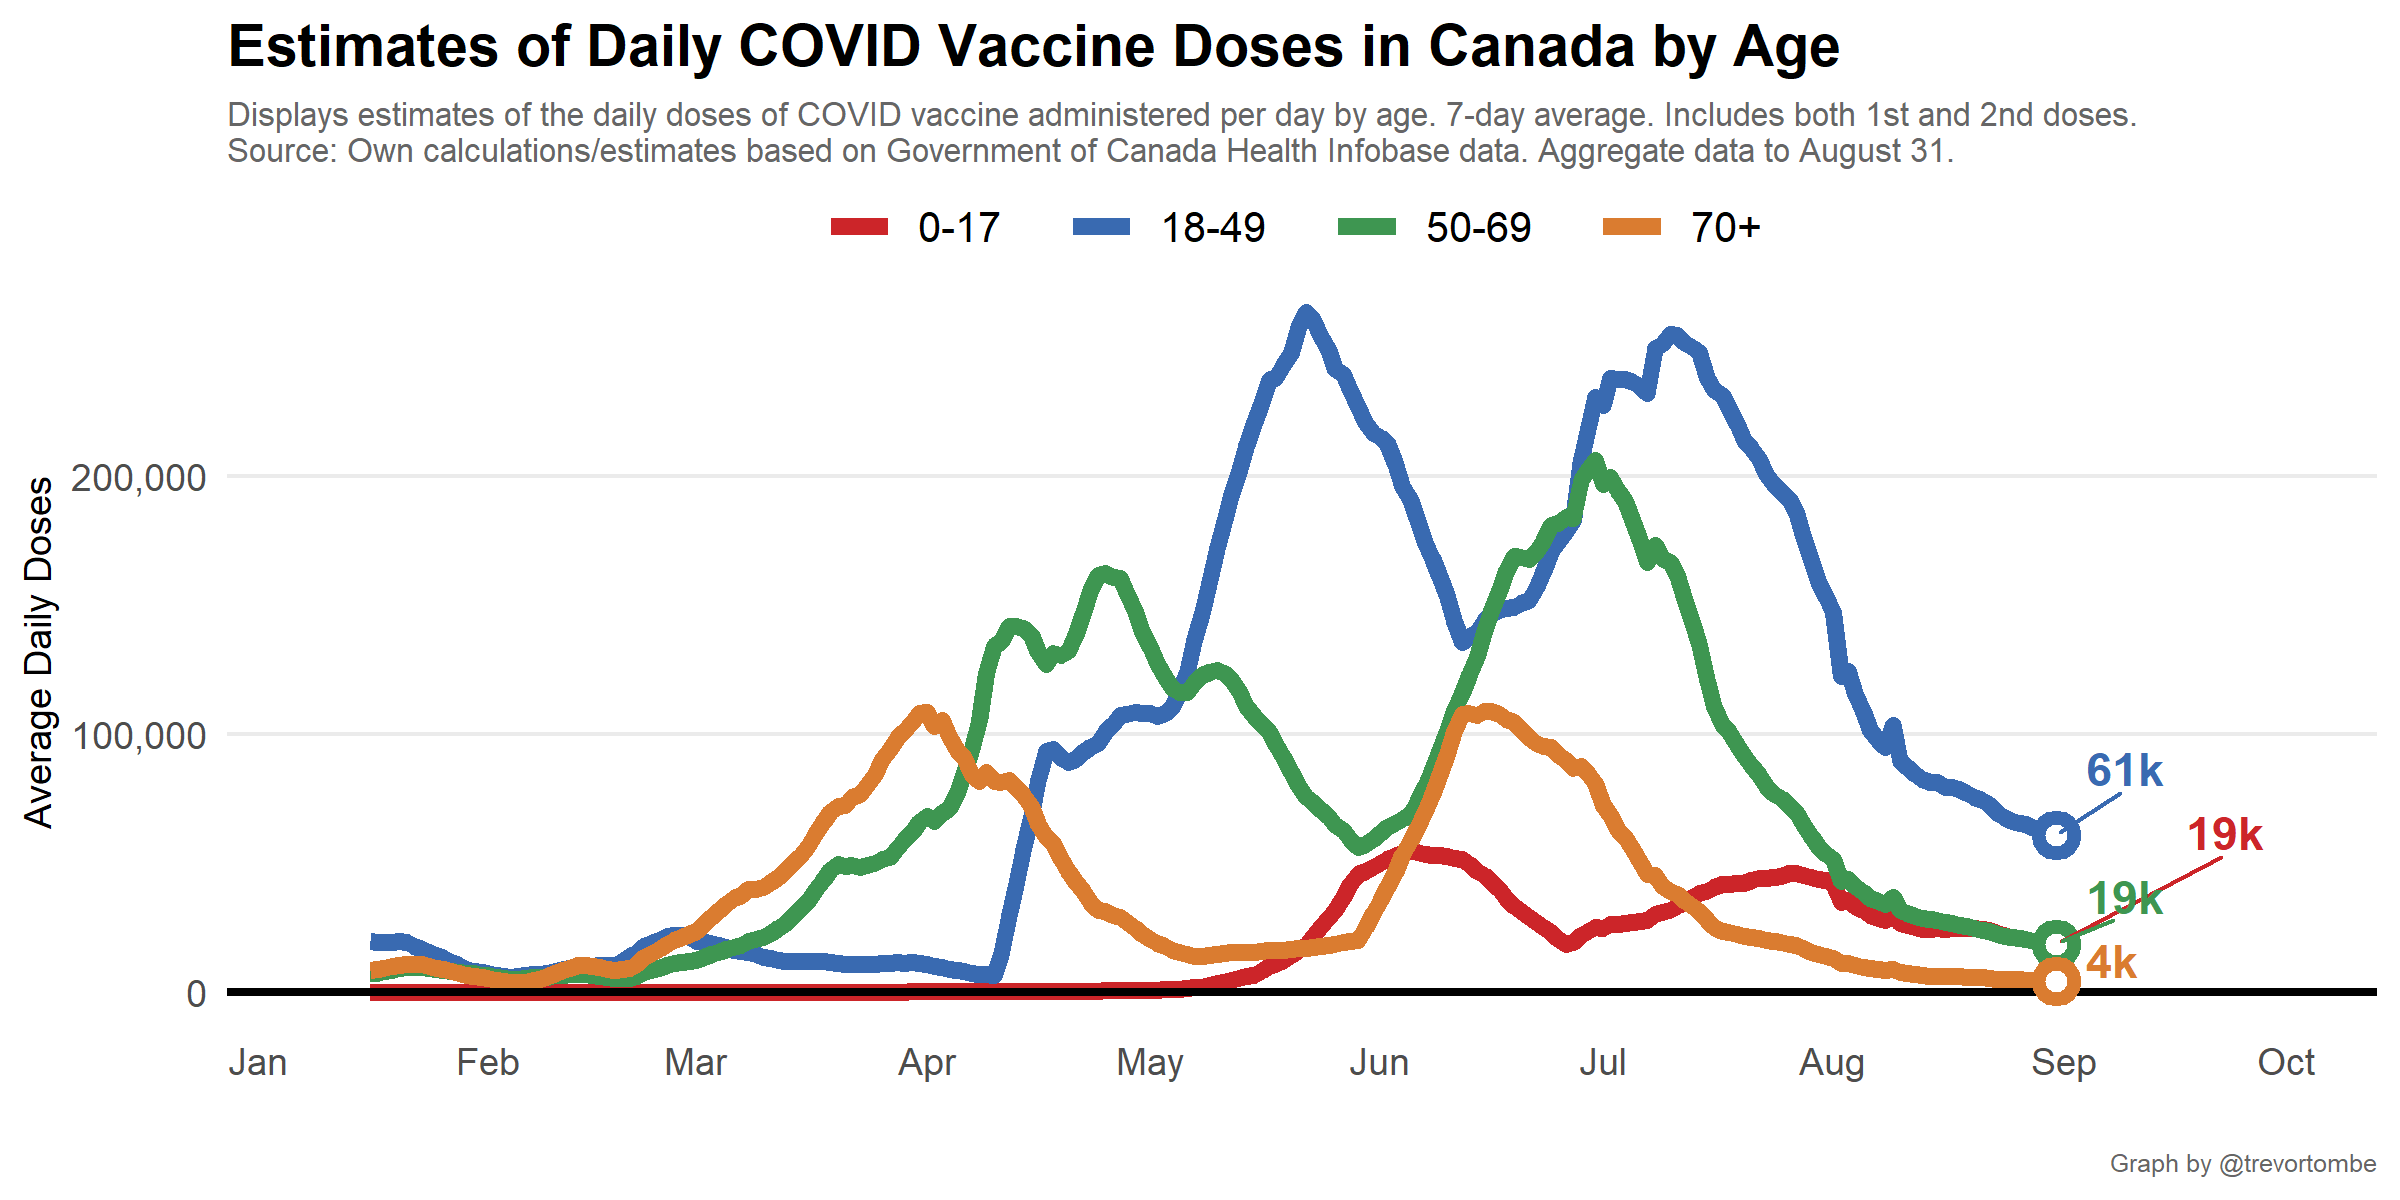 Estimates of Daily COVID Vaccine Doses in Canada by Age
Displays estimates of the daily doses of COVID vaccine administered per day by age. 7-day average. Includes both 1st and 2nd doses.
Source: Own calculations/estimates based on Government of Canada Health Infobase data. Aggregate data to August 31.
0-17 18-49 50-69 70+
Average Daily Doses
200,000
100,000
0
61k
19k
19k
4k
Jan Feb Mar Apr May Jun Jul Aug Sep Oct
Graph by @trevortombe